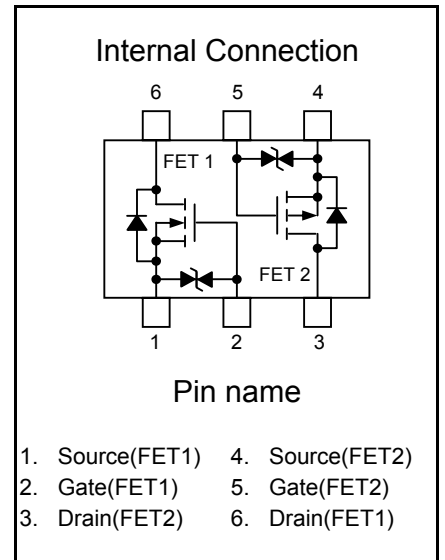 Internal Connection
6 5 4
FET 1
FET 2
1 2 3
Pin name
1. Source(FET1) 4. Source(FET2)
2. Gate(FET1) 5. Gate(FET2)
3. Drain(FET2) 6. Drain(FET1)